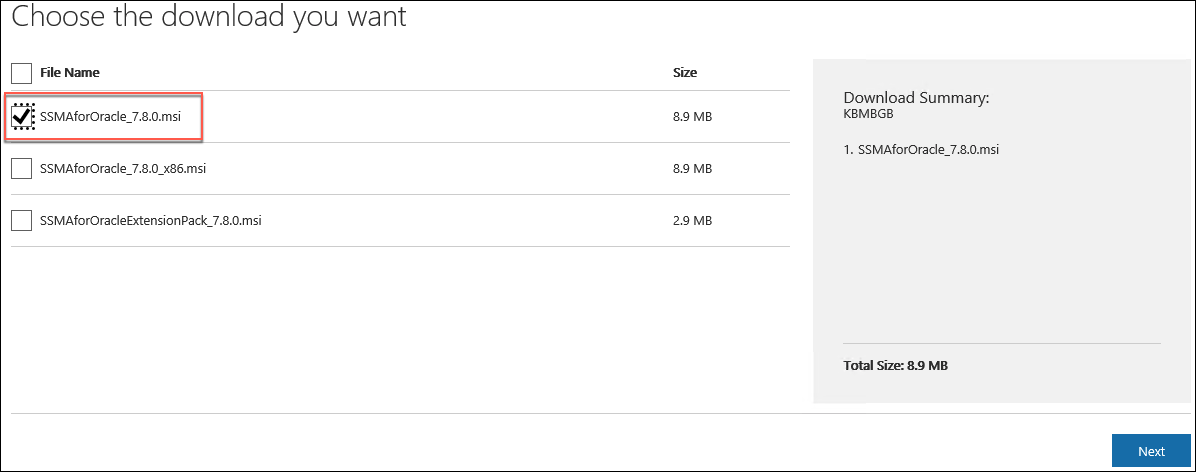 Choose the download you want
File Name Size
SSMAforOracle_7.8.0.msi 8.9 MB
SSMAforOracle_7.8.0_x86.msi 8.9 MB
SSMAforOracleExtensionPack_7.8.0.msi 2.9 MB
Download Summary:
KBMBGB
1. SSMAforOracle_7.8.0.msi
Total Size: 8.9 MB
Next